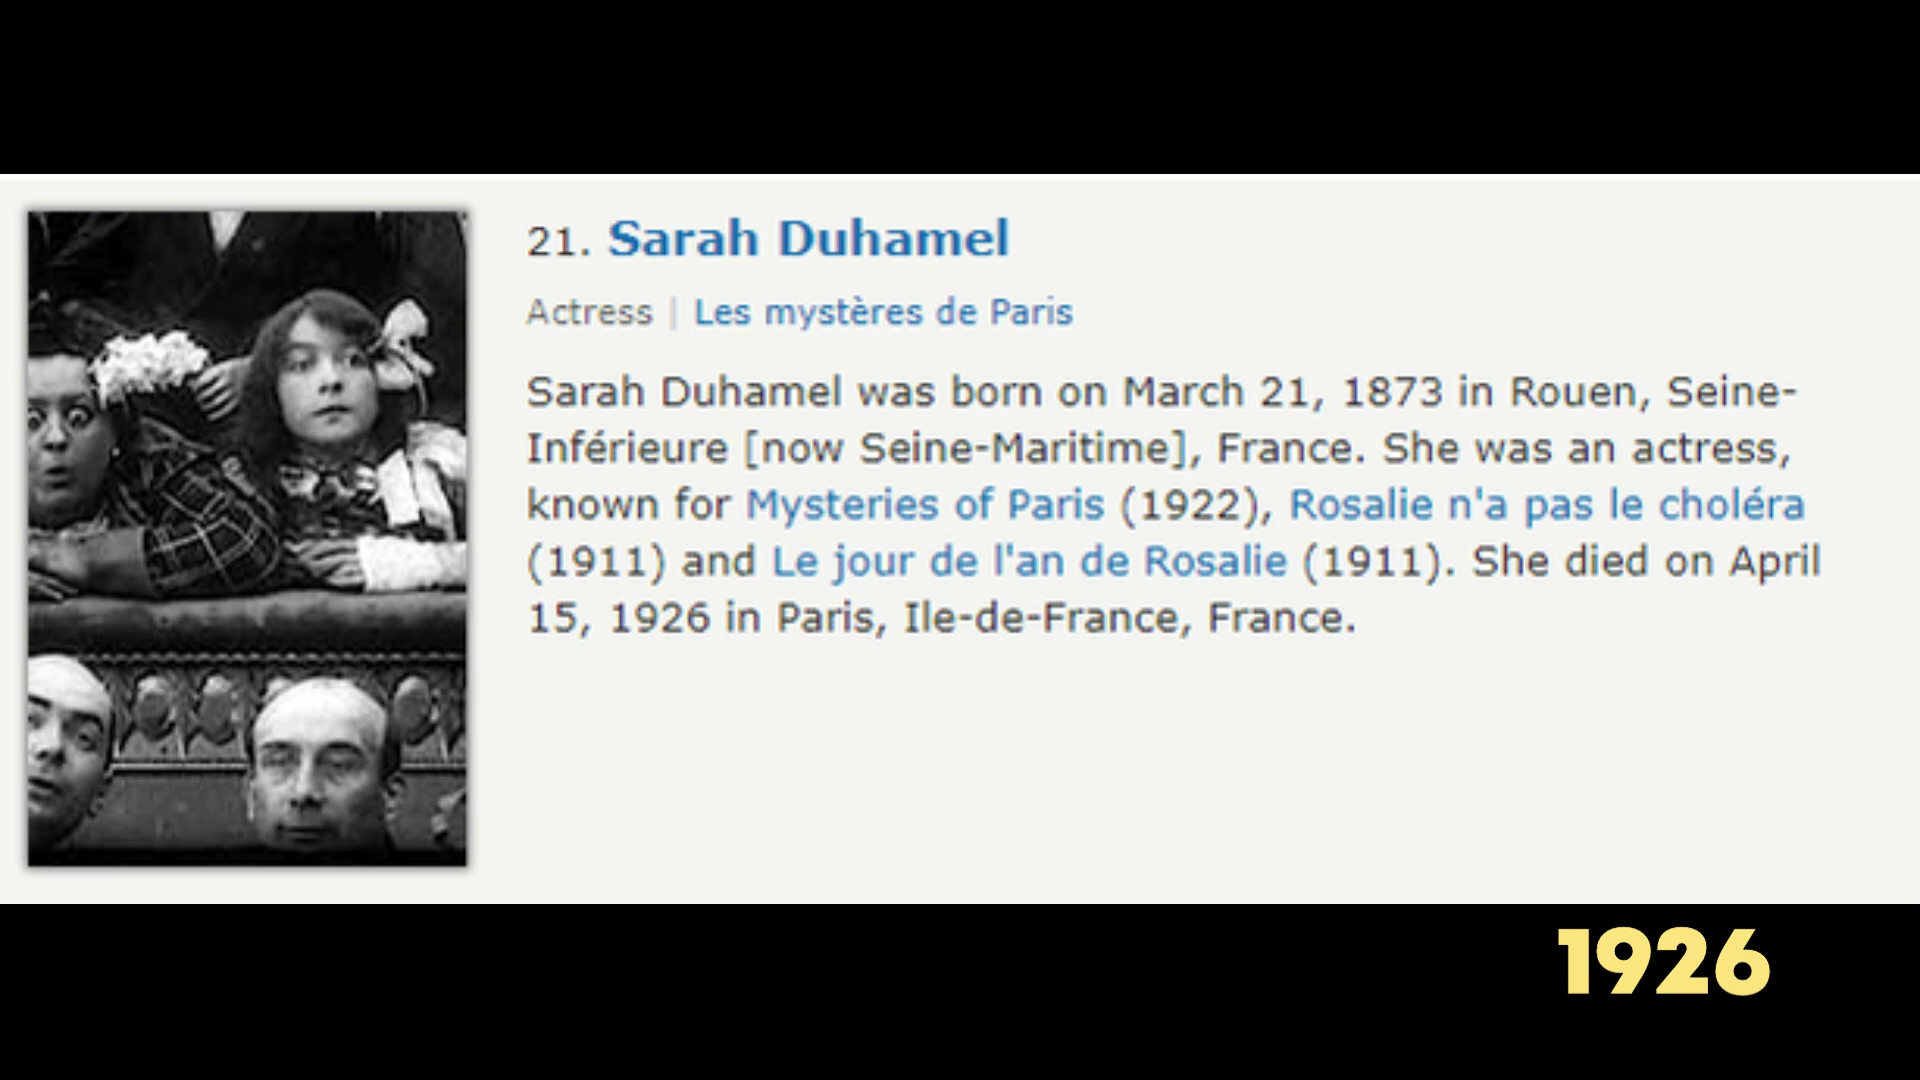 21. Sarah Duhamel
Actress | Les mystères de Paris
Sarah Duhamel was born on March 21, 1873 in Rouen, Seine-
Inférieure [now Seine-Maritime], France. She was an actress,
known for Mysteries of Paris (1922), Rosalie n'a pas le choléra
(1911) and Le jour de l'an de Rosalie (1911). She died on April
15, 1926 in Paris, Ile-de-France, France.
1926